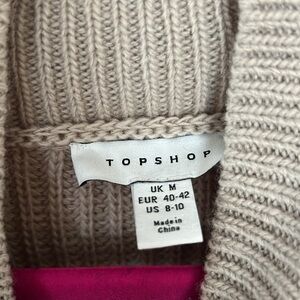 TOPSHOP
UK M
EUR 40-42
US 8-10
Made in
China